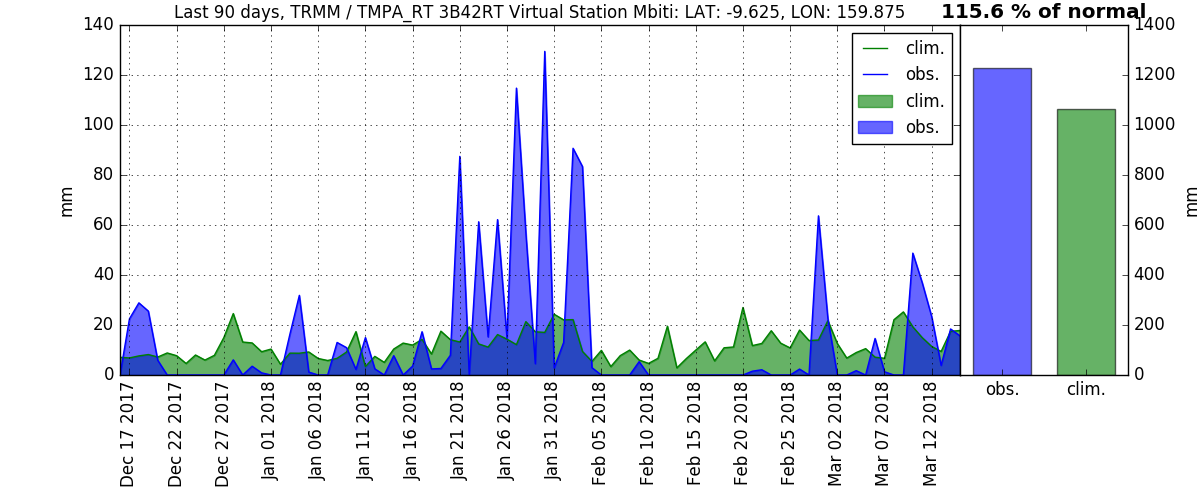 Last 90 days, TRMM / TMPA_RT 3B42RT Virtual Station Mbiti: LAT: -9.625, LON: 159.875
115.6 % of normal
mm
140
120
100
80
60
40
20
0
clim.
obs.
clim.
obs.
Dec 17 2017
Dec 22 2017
Dec 27 2017
Jan 01 2018
Jan 06 2018
Jan 11 2018
Jan 16 2018
Jan 21 2018
Jan 26 2018
Jan 31 2018
Feb 05 2018
Feb 10 2018
Feb 15 2018
Feb 20 2018
Feb 25 2018
Mar 02 2018
Mar 07 2018
Mar 12 2018
1400
1200
1000
800
600
400
200
0
mm
obs.
clim.